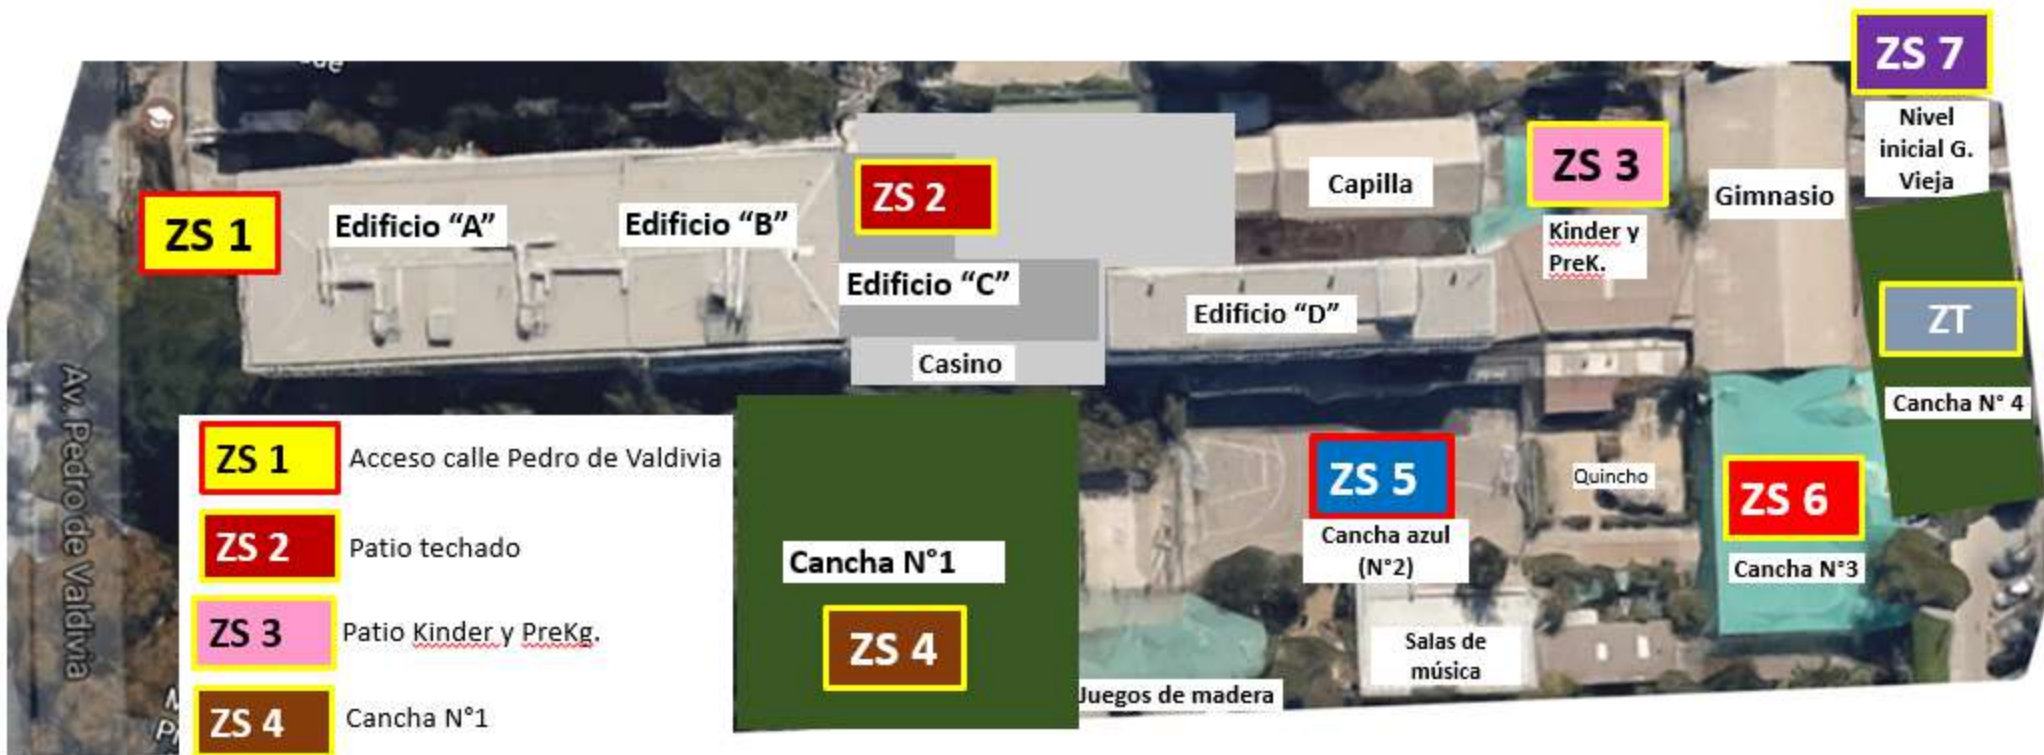 ZS 7
Nivel
inicial G.
Vieja
ZS 1
Edificio “A”
Edificio “B”
ZS 2
Capilla
ZS 3
Kinder y
PreK.
Gimnasio
Edificio “C”
Edificio “D”
ZT
Casino
Cancha N° 4
Av. Pedro de Valdivia
ZS 1 Acceso calle Pedro de Valdivia
ZS 2 Patio techado
ZS 3 Patio Kinder y PreKg.
ZS 4 Cancha N°1
Cancha N°1
ZS 4
ZS 5
Cancha azul
(N°2)
Quincho
ZS 6
Cancha N°3
Salas de
música
Juegos de madera